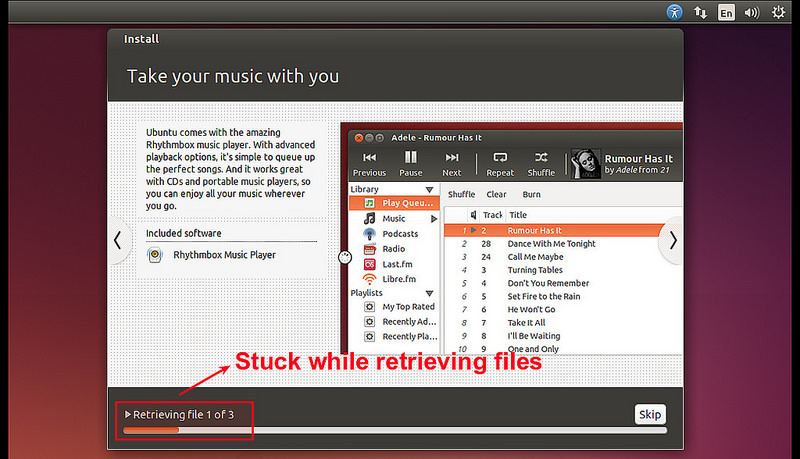 En
Install
Take your music with you
Ubuntu comes with the amazing
Rhythmbox music player. With advanced
playback options, it's simple to queue up
the perfect songs. And it works great
with CDs and portable music players, so
you can enjoy all your music wherever
you go.
Included software
Rhythmbox Music Player
Adele - Rumour Has It
Previous Pause Next Repeat Shuffle
Rumour Has It
by Adele from 21
Library
Play Queu...
Music
Podcasts
Radio
Last.fm
Libre.fm
Playlists
My Top Rated
Recently Ad...
Recently Pla...
Shuffle Clear Burn
Track Title
1 2 Rumour Has It
2 28 Dance With Me Tonight
3 24 Call Me Maybe
4 3 Turning Tables
5 4 Don't You Remember
6 5 Set Fire to the Rain
7 6 He Won't Go
8 7 Take It All
9 8 I'll Be Waiting
10 9 One and Only
Stuck while retrieving files
Retrieving file 1 of 3
Skip